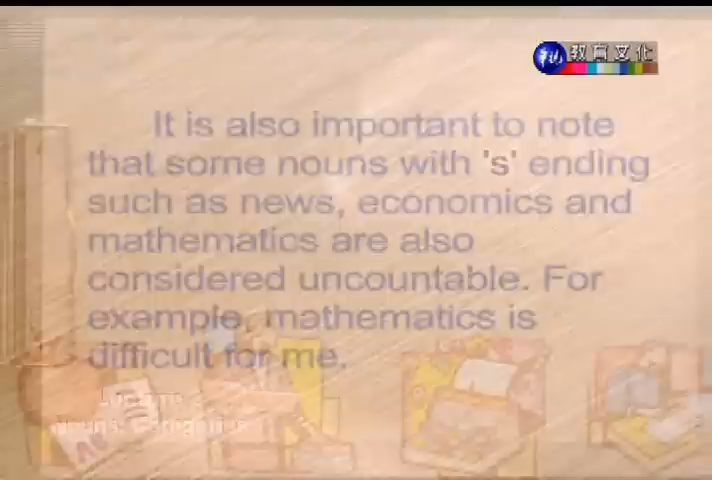 教育文化
It is also important to note
that some nouns with 's' ending
such as news, economics and
mathematics are also
considered uncountable. For
example, mathematics is
difficult for me.